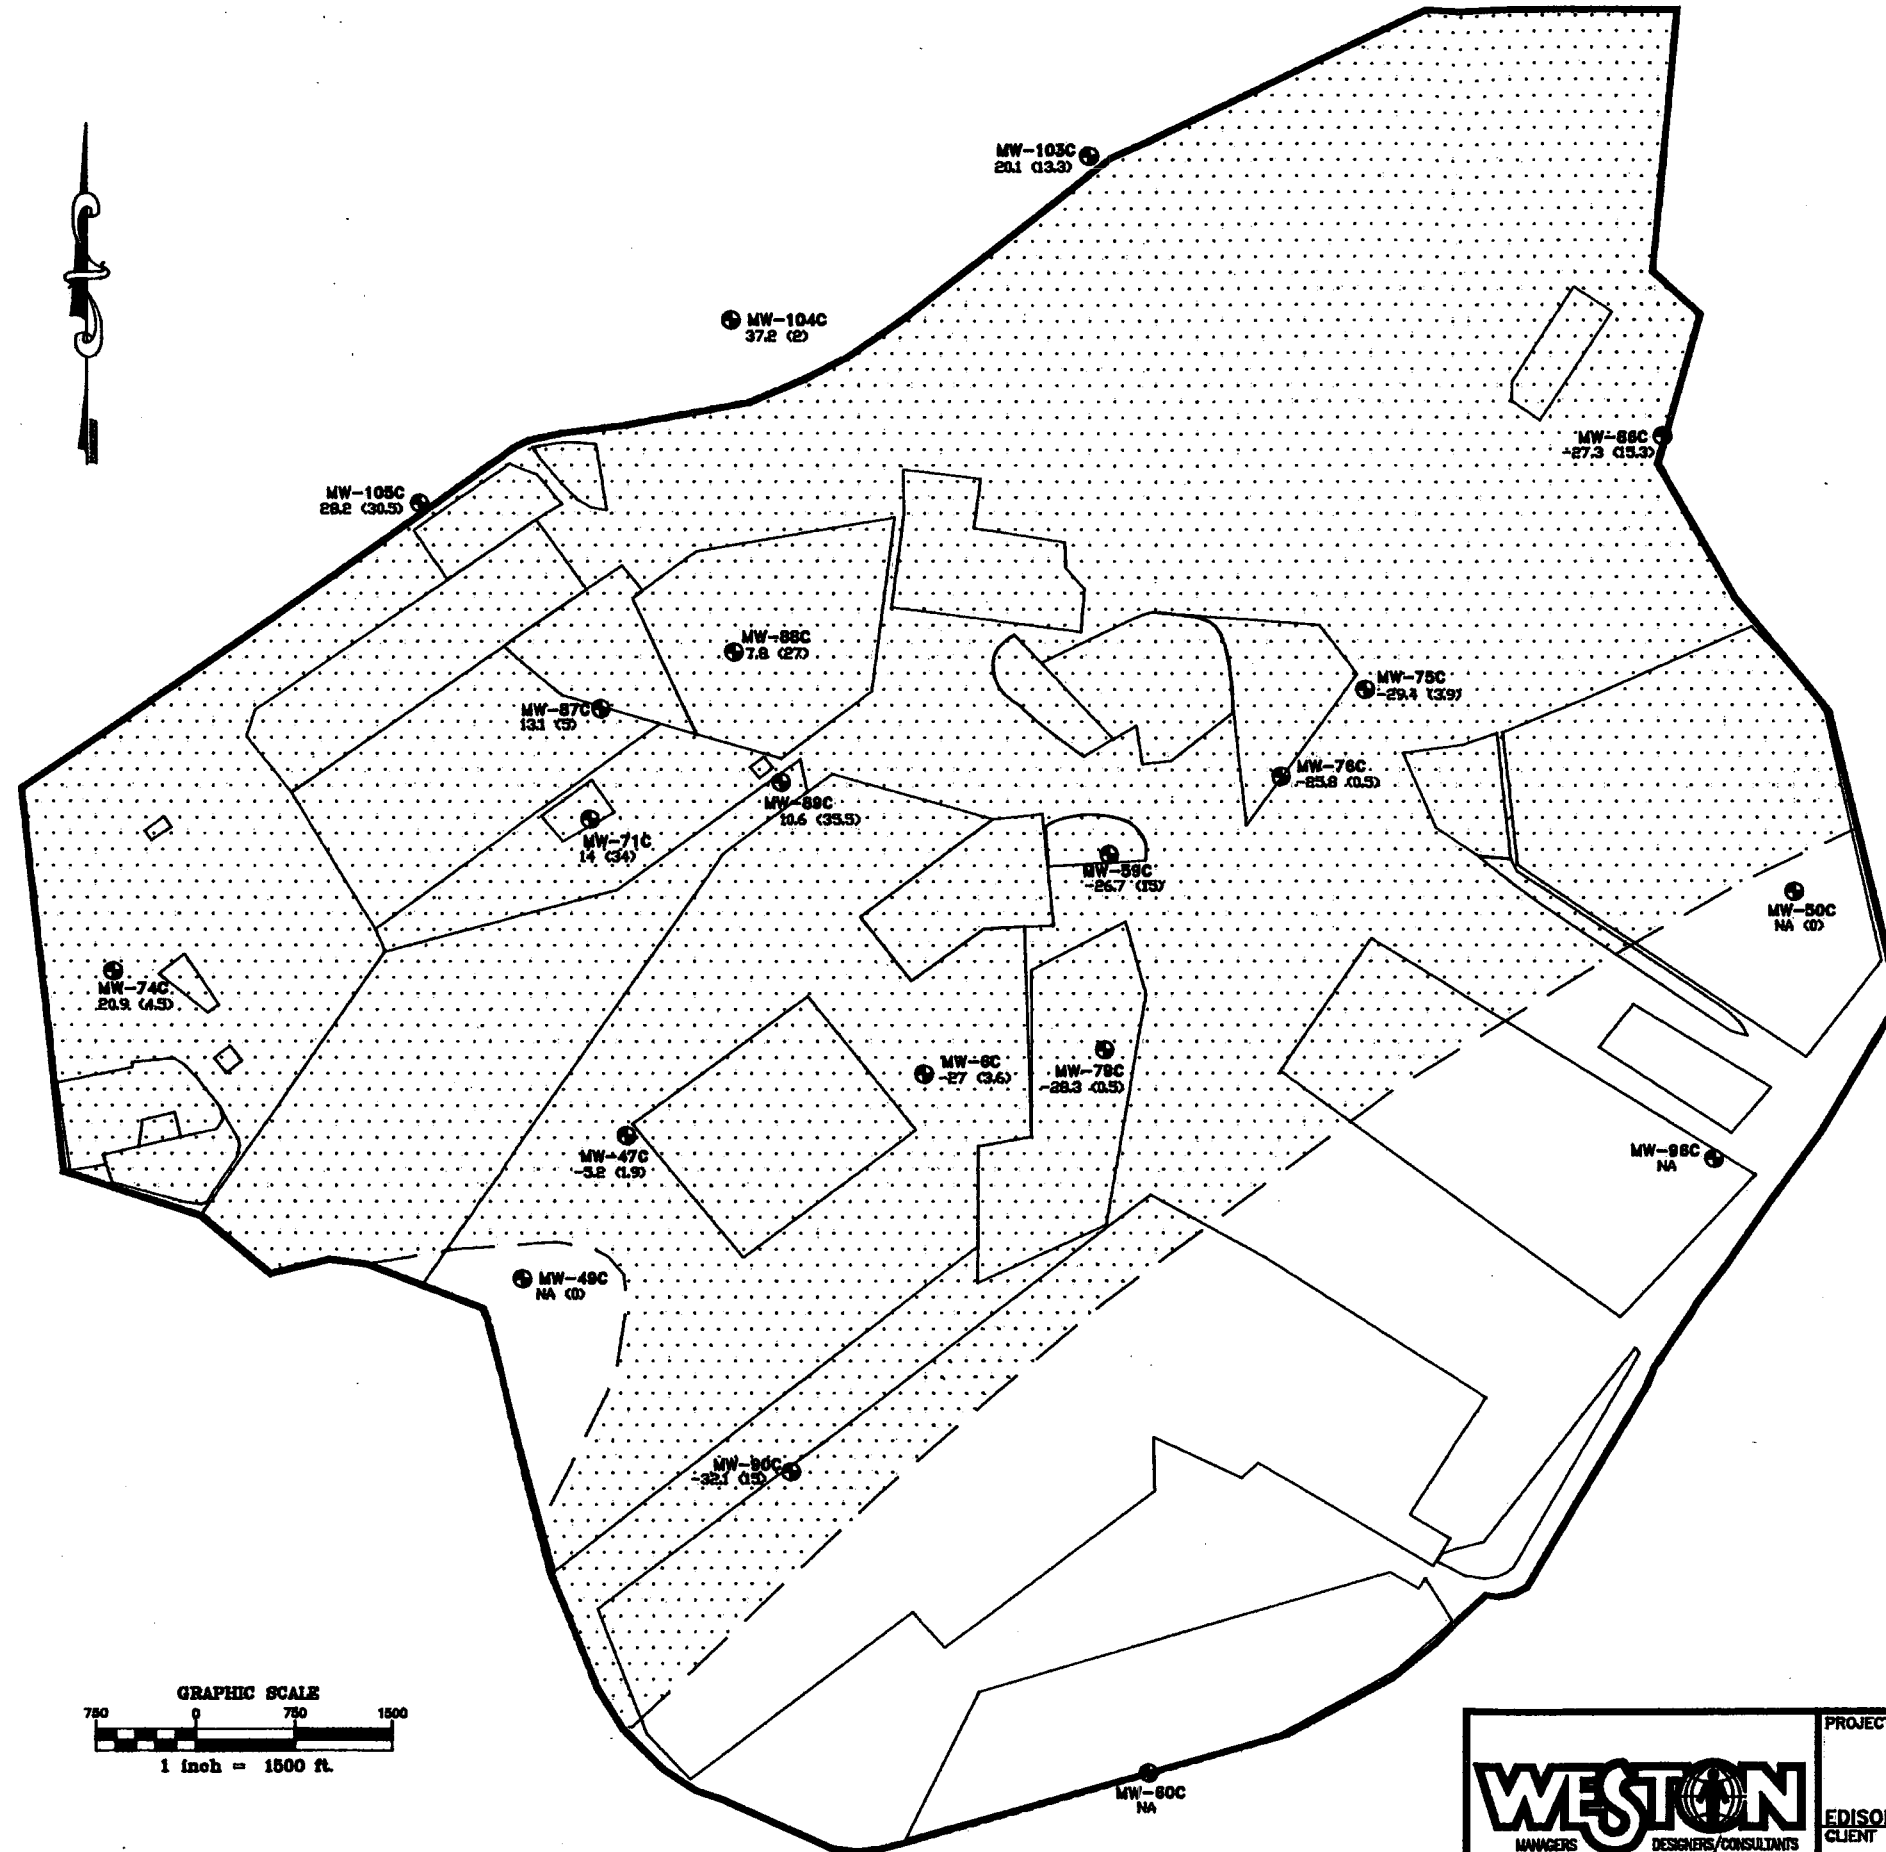 MW-103C
20.1 (13.3)
MW-104C
37.2 (2)
MW-86C
-27.3 (15.3)
MW-105C
28.2 (30.5)
MW-88C
7.8 (27)
MW-75C
-29.4 (3.9)
MW-87C
13.1 (5)
MW-76C
-25.8 (0.5)
MW-89C
10.6 (35.5)
MW-71C
14 (34)
MW-59C
-26.7 (15)
MW-50C
NA (0)
MW-74C
20.9 (4.5)
MW-6C
-27 (3.6)
MW-79C
-28.3 (0.5)
MW-47C
-5.2 (1.9)
MW-96C
NA
MW-49C
NA (0)
MW-90C
-32.1 (15)
GRAPHIC SCALE
750 0 750 1500
1 inch = 1500 ft.
MW-60C
NA
PROJECT
WESTON
MANAGERS DESIGNERS/CONSULTANTS
EDISO
CLIENT